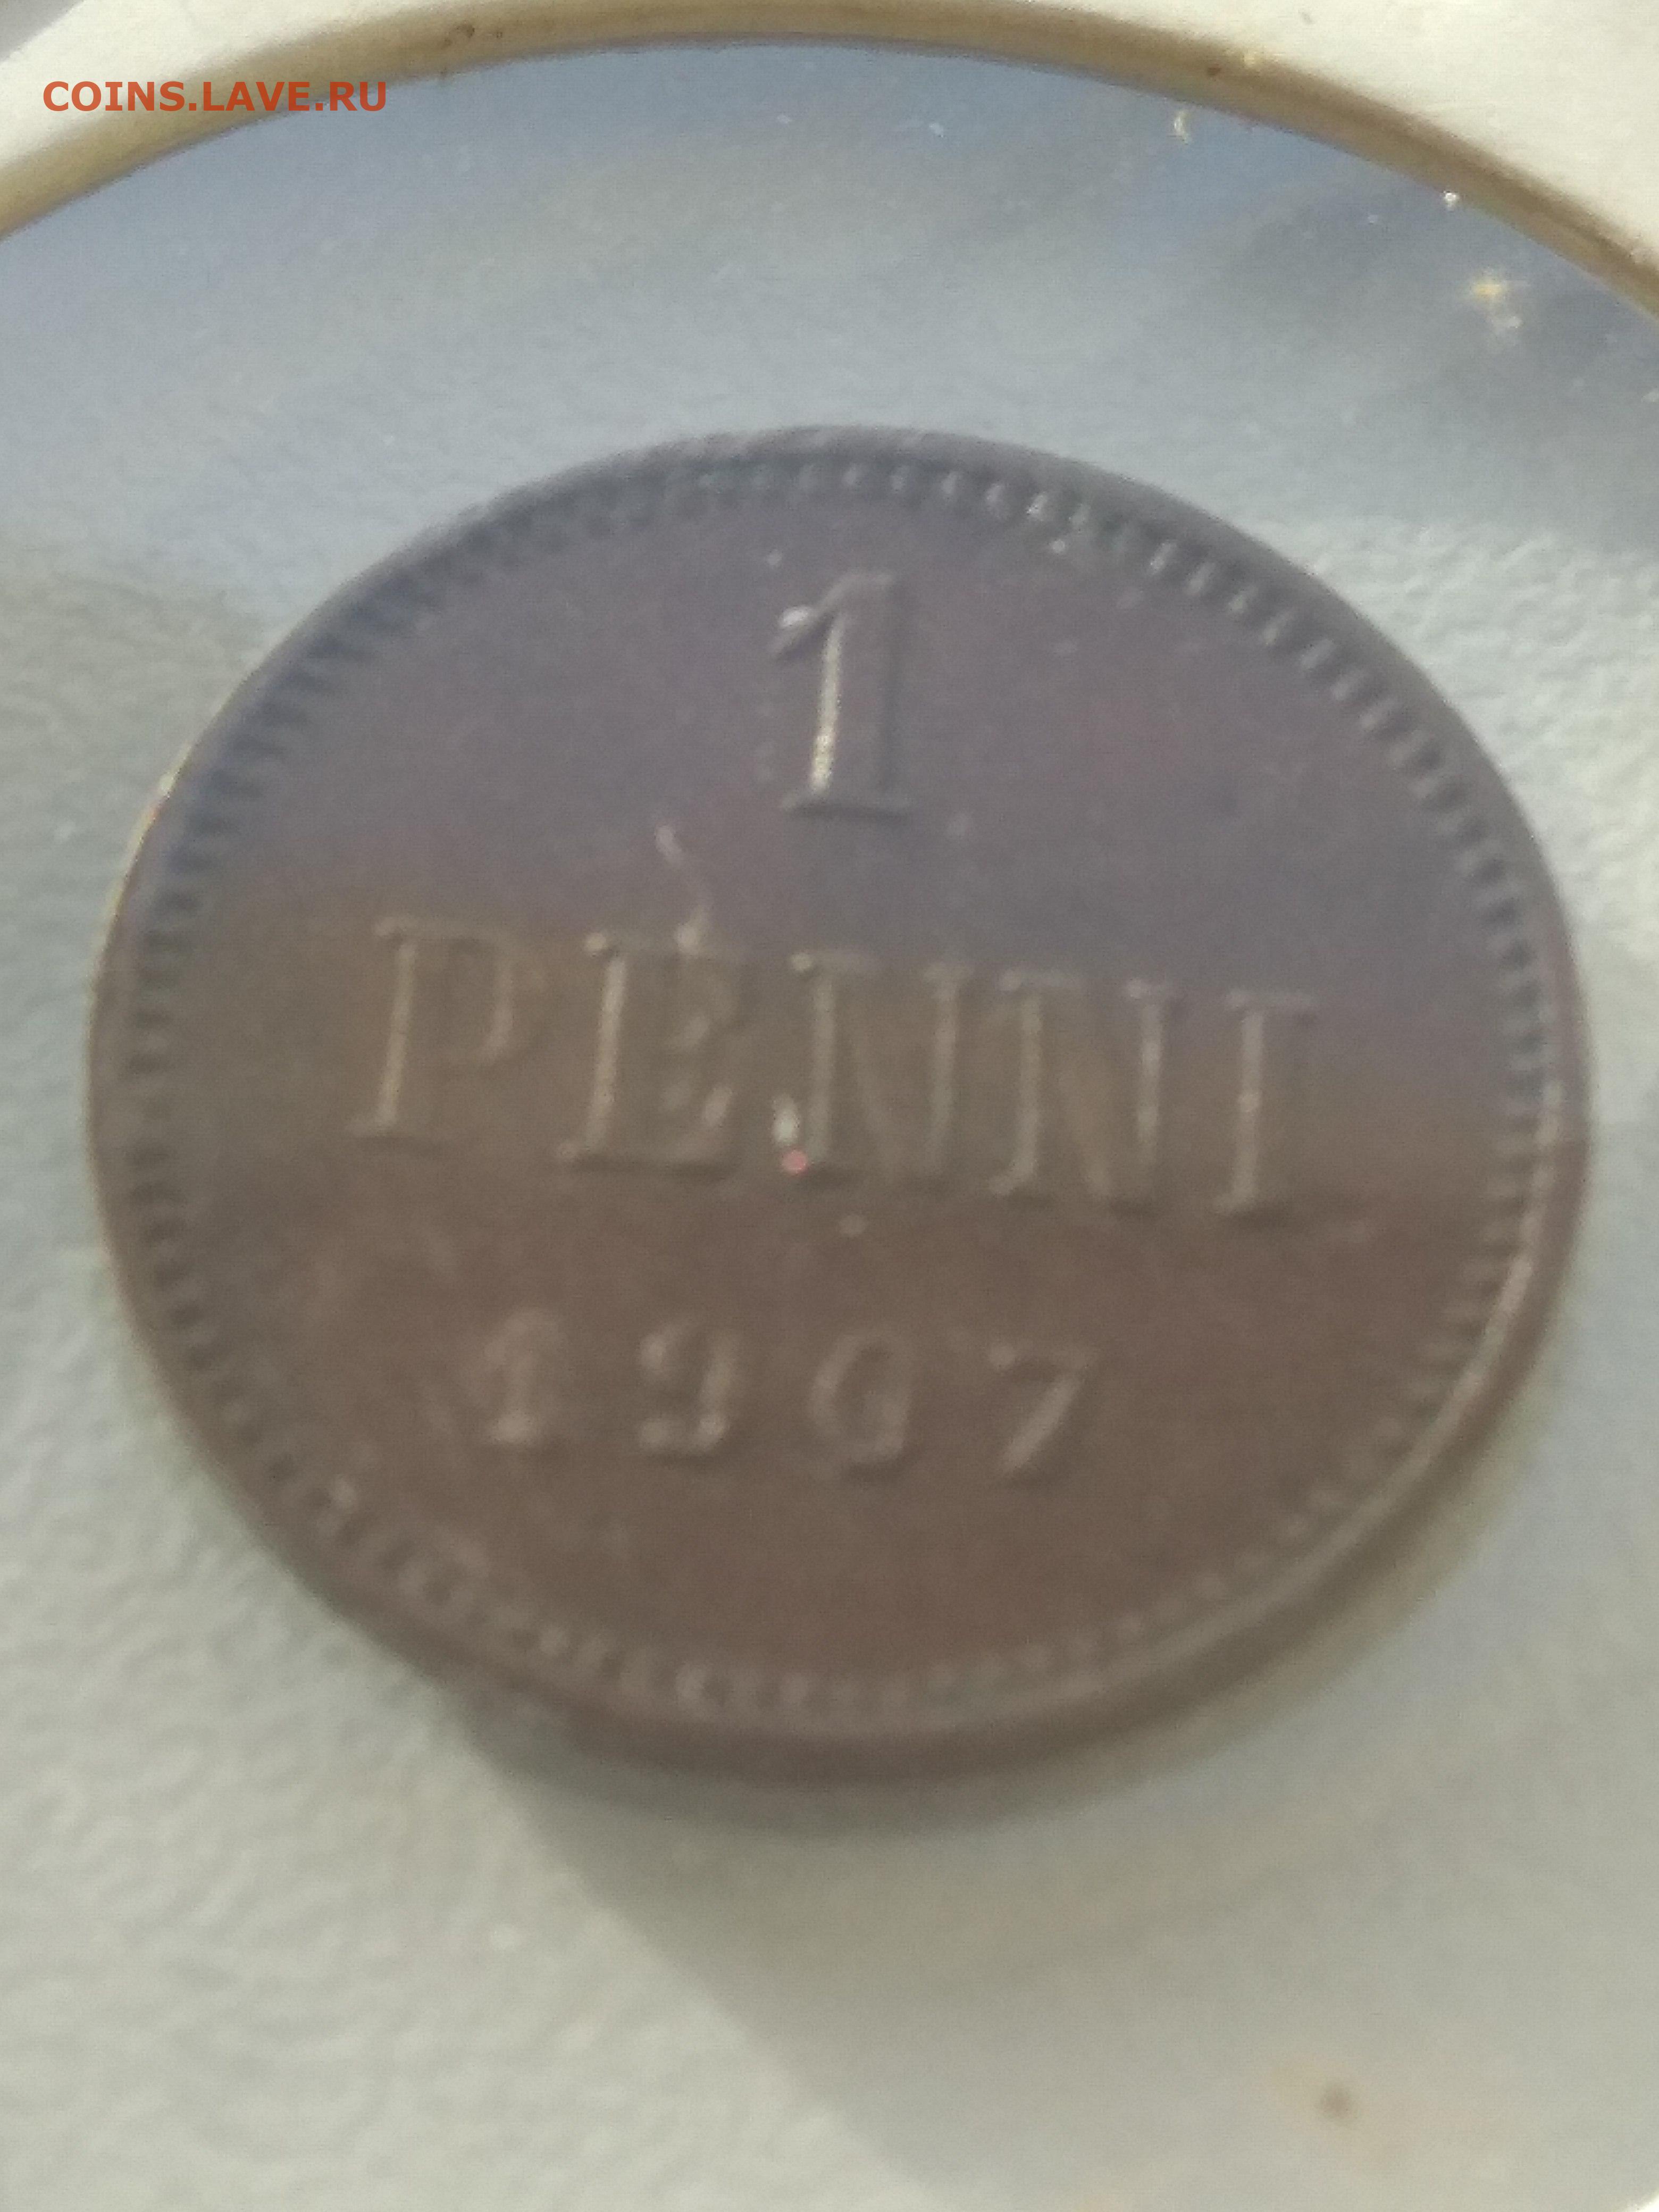 COINS.LAVE.RU
1
PENNI
1907